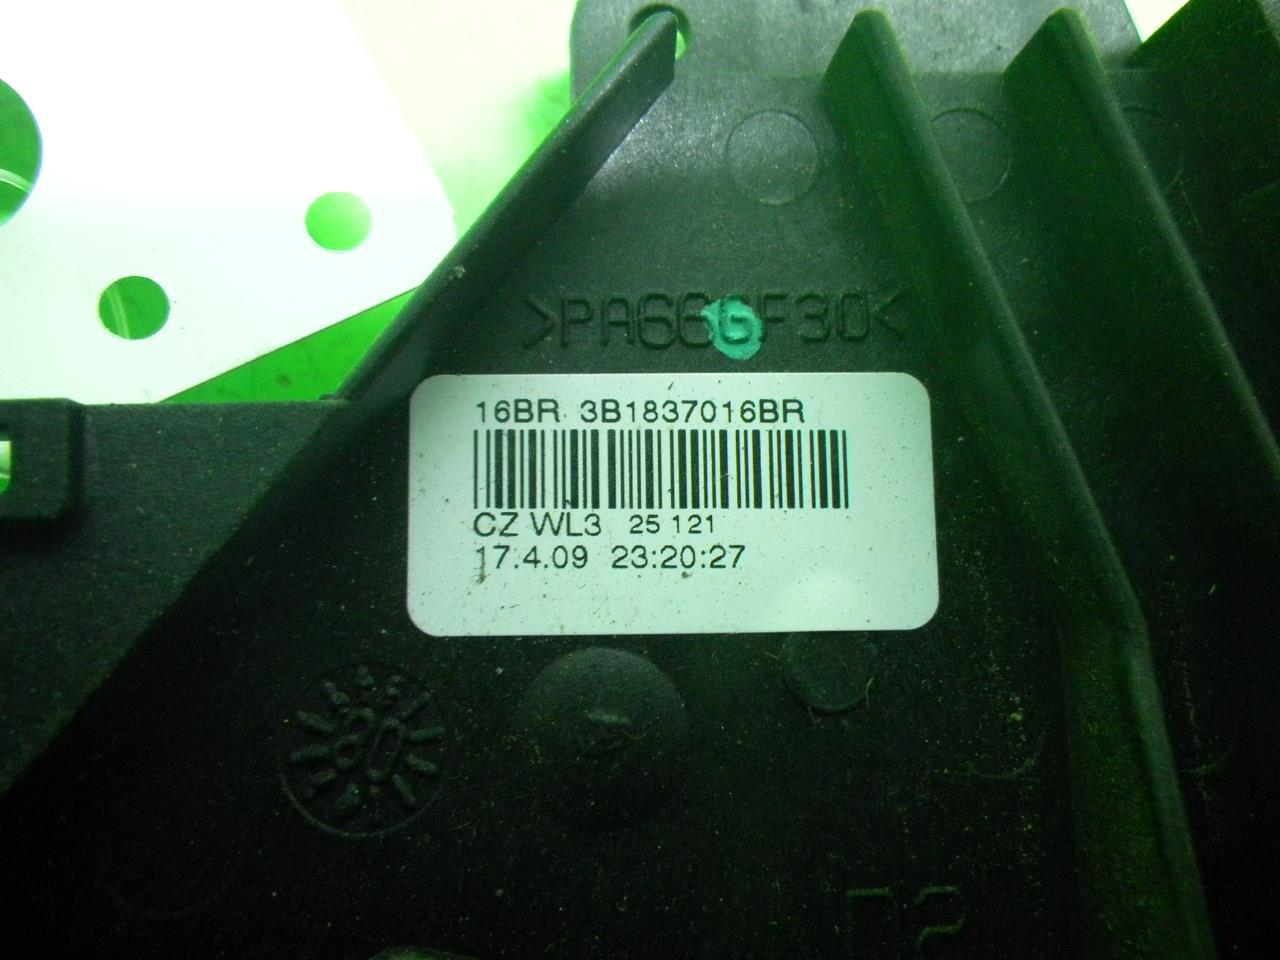 >PA66GF30<
16BR 3B1837016BR
CZ WL3 25 121
17.4.09 23:20:27